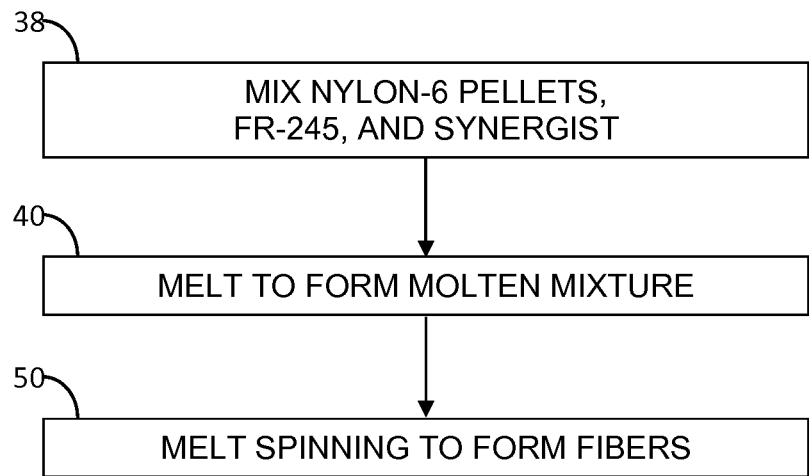 38
MIX NYLON-6 PELLETS,
FR-245, AND SYNERGIST
40
MELT TO FORM MOLTEN MIXTURE
50
MELT SPINNING TO FORM FIBERS